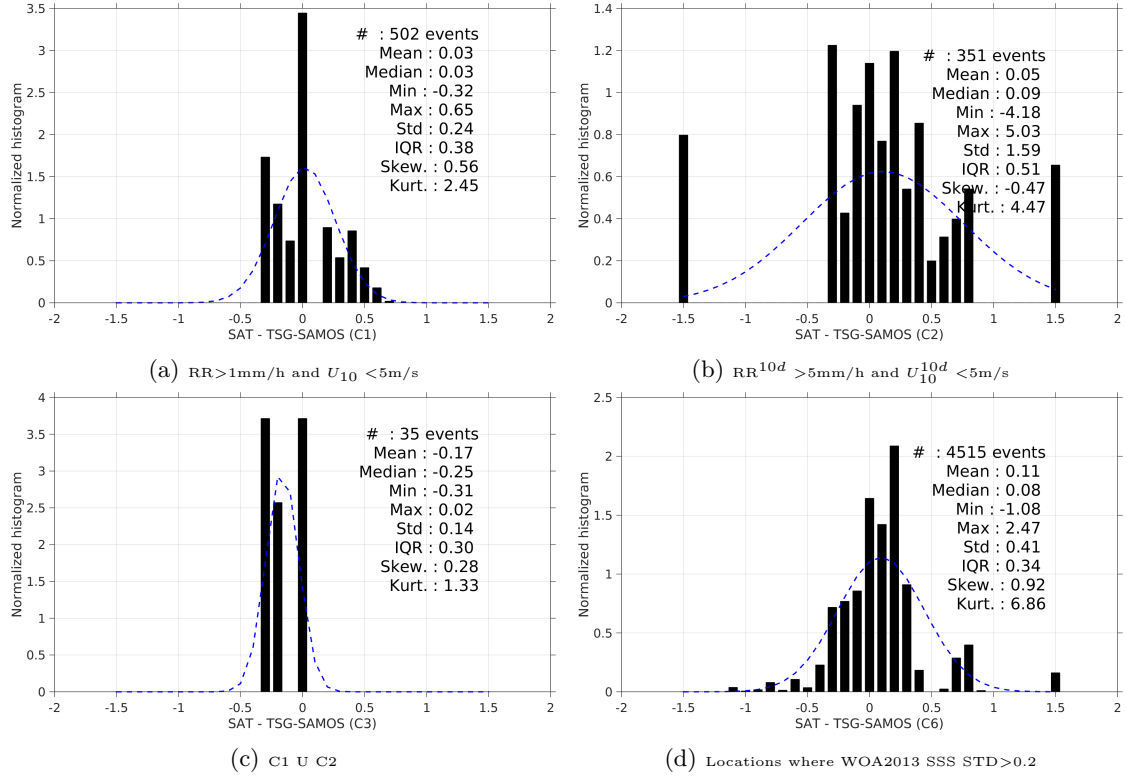 Normalized histogram
4
3.5
3
2.5
2
1.5
1
0.5
0
-2 -1.5 -1 -0.5 0 0.5 1 1.5 2
SAT - TSG-SAMOS (C1)
# : 502 events
Mean : 0.03
Median : 0.03
Min : -0.32
Max : 0.65
Std : 0.24
IQR : 0.38
Skew. : 0.56
Kurt. : 2.45
(a) RR>1mm/h and U10 <5m/s
Normalized histogram
1.4
1.2
1
0.8
0.6
0.4
0.2
0
-2 -1.5 -1 -0.5 0 0.5 1 1.5 2
SAT - TSG-SAMOS (C2)
# : 351 events
Mean : 0.05
Median : 0.09
Min : -4.18
Max : 5.03
Std : 1.59
IQR : 0.51
Skew. : -0.47
Kurt. : 4.47
(b) RR10d >5mm/h and U10d10 <5m/s
Normalized histogram
4
3.5
3
2.5
2
1.5
1
0.5
0
-2 -1.5 -1 -0.5 0 0.5 1 1.5 2
SAT - TSG-SAMOS (C3)
# : 35 events
Mean : -0.17
Median : -0.25
Min : -0.31
Max : 0.02
Std : 0.14
IQR : 0.30
Skew. : 0.28
Kurt. : 1.33
(c) C1 U C2
Normalized histogram
2.5
2
1.5
1
0.5
0
-2 -1.5 -1 -0.5 0 0.5 1 1.5 2
SAT - TSG-SAMOS (C6)
# : 4515 events
Mean : 0.11
Median : 0.08
Min : -1.08
Max : 2.47
Std : 0.41
IQR : 0.34
Skew. : 0.92
Kurt. : 6.86
(d) Locations where WOA2013 SSS STD>0.2